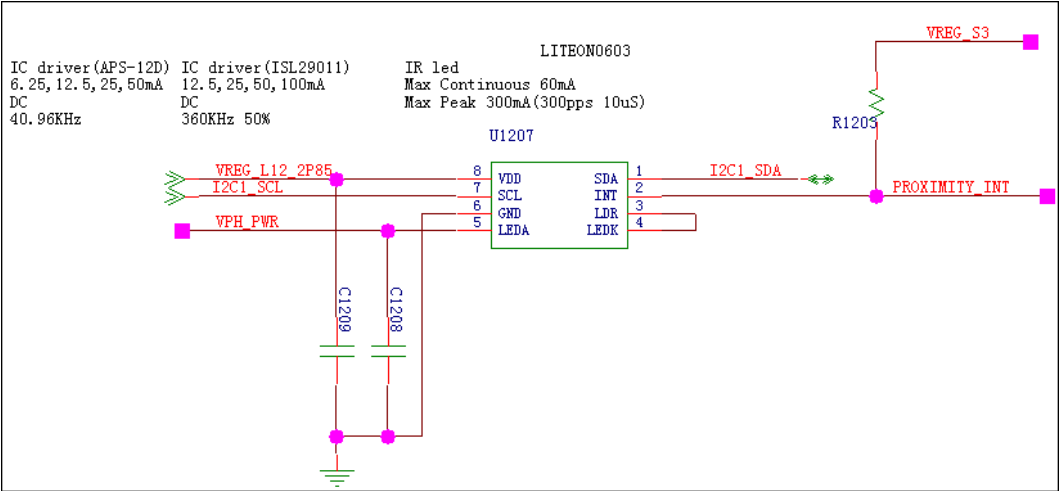 VREG_S3
LITEON0603
IC driver(APS-12D) IC driver(ISL29011) IR led
6.25,12.5,25,50mA 12.5,25,50,100mA Max Continuous 60mA
DC DC Max Peak 300mA(300pps 10uS)
40.96KHz 360KHz 50%
R1203
U1207
VREG_L12_2P85 8 VDD SDA 1 I2C1_SDA
I2C1_SCL 7 SCL INT 2 PROXIMITY_INT
6 GND LDR 3
VPH_PWR 5 LEDA LEDK 4
C1209
C1208